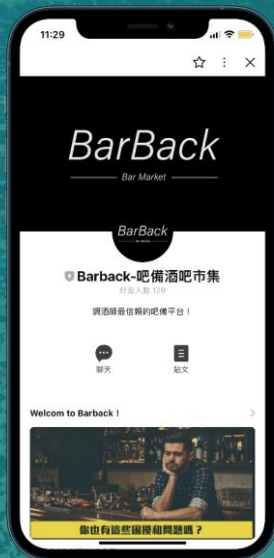 11:29
BarBack
Bar Market
BarBack
Barback-吧備酒吧市集
好友人數 129
調酒師最信賴的吧備平台！
聊天
貼文
Welcom to Barback !
你也有這些困擾和問題嗎？